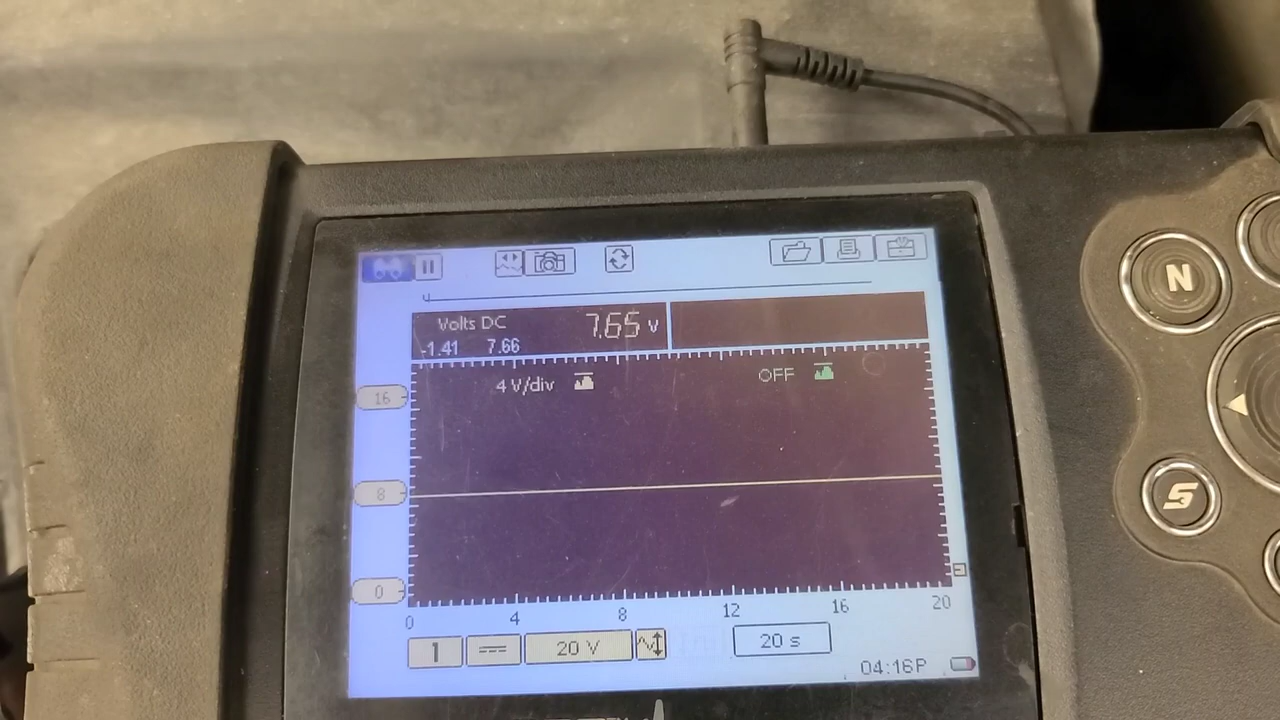 Volts DC 7.65 V
-1.41 7.66
4 V/div OFF
16
8
0
0 4 8 12 16 20
1 20 V 20 s
04:16P
N
S